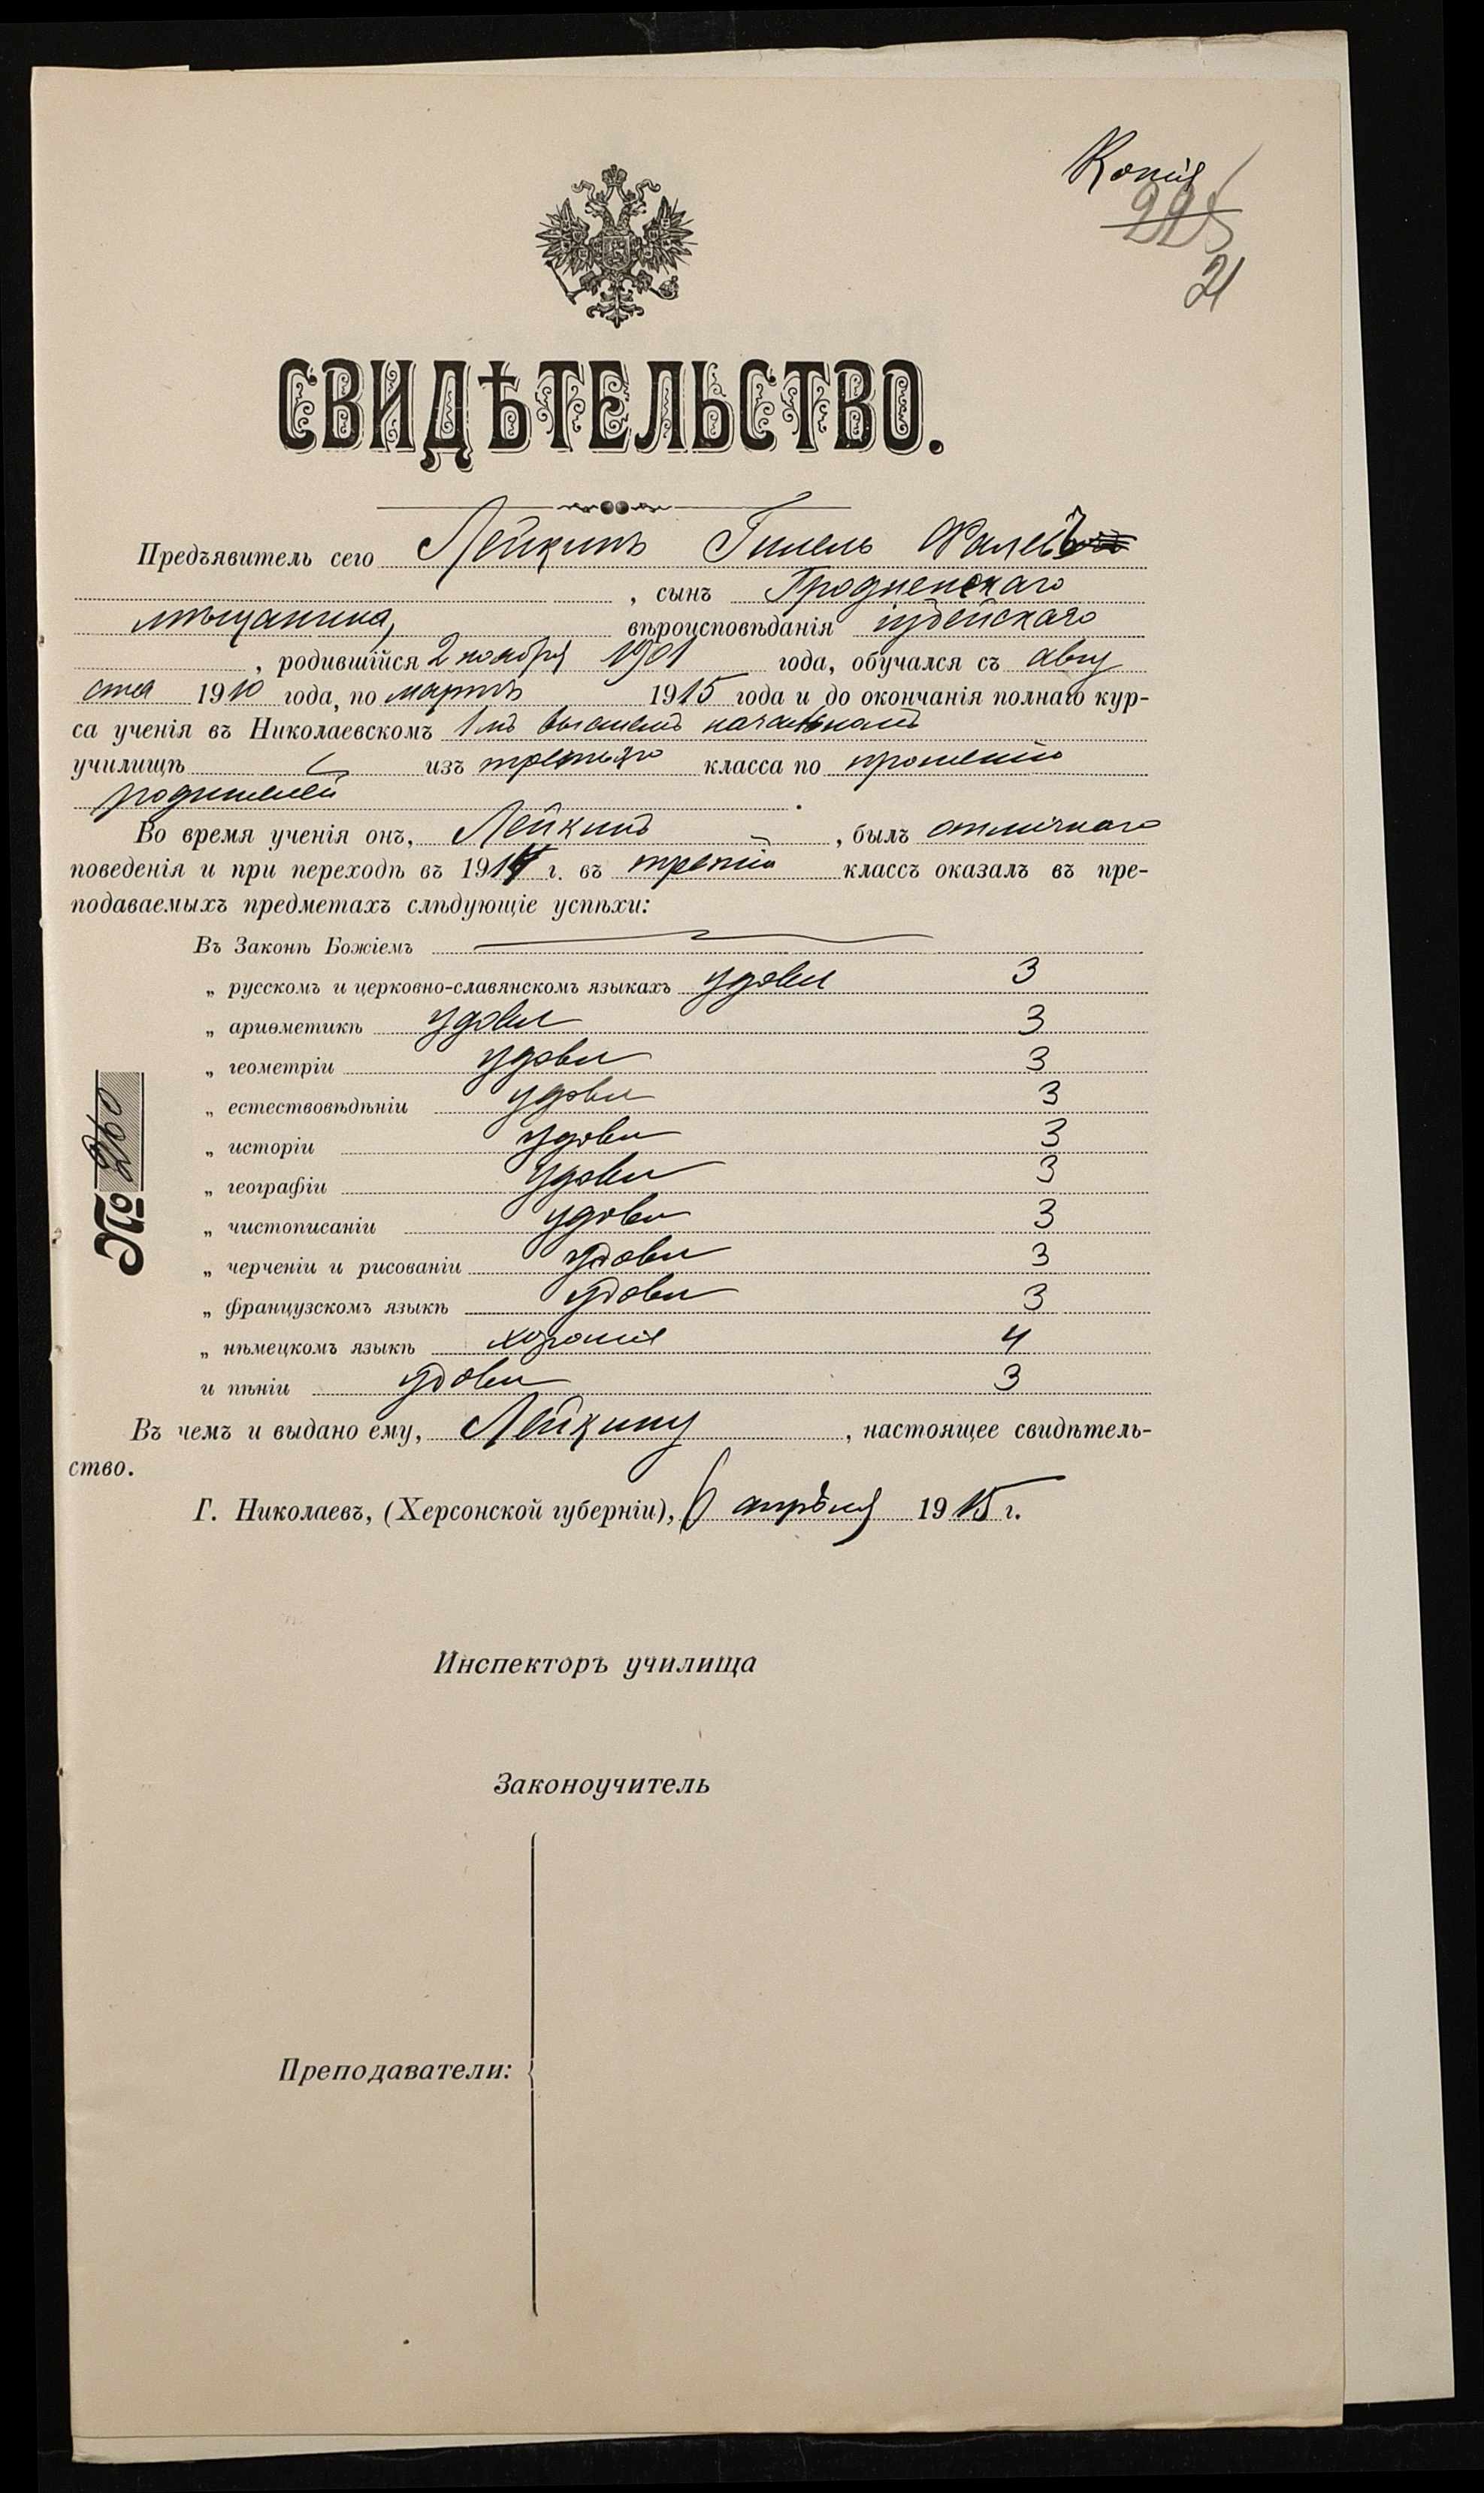 Копія
225
21
СВИДѢТЕЛЬСТВО.
Предъявитель сего Лейкинъ Гилель
, сынъ Гродненскаго
мѣщанина, вѣроисповѣданія іудейскаго
, родившійся 2 ноября 1901 года, обучался съ авгу
ста 1910 года, по мартъ 1915 года и до окончанія полнаго кур-
са ученія въ Николаевскомъ 1мъ высшемъ начальномъ
училищѣ изъ третьяго класса по прошенію
родителей.
Во время ученія онъ, Лейкинъ, былъ отличнаго
поведенія и при переходѣ въ 1914 г. въ третій классъ оказалъ въ пре-
подаваемыхъ предметахъ слѣдующіе успѣхи:
Въ Законѣ Божіемъ
„ русскомъ и церковно-славянскомъ языкахъ удовл 3
„ ариѳметикѣ удовл 3
„ геометріи удовл 3
„ естествовѣдѣніи удовл 3
„ исторіи удовл 3
„ географіи удовл 3
„ чистописаніи удовл 3
„ черченіи и рисованіи удовл 3
„ французскомъ языкѣ удовл 3
„ нѣмецкомъ языкѣ хорошіе 4
и пѣніи удовл 3
№ 260
Въ чемъ и выдано ему, Лейкину, настоящее свидѣтель-
ство.
Г. Николаевъ, (Херсонской губерніи), 6 апрѣля 1915 г.
Инспекторъ училища
Законоучитель
Преподаватели: